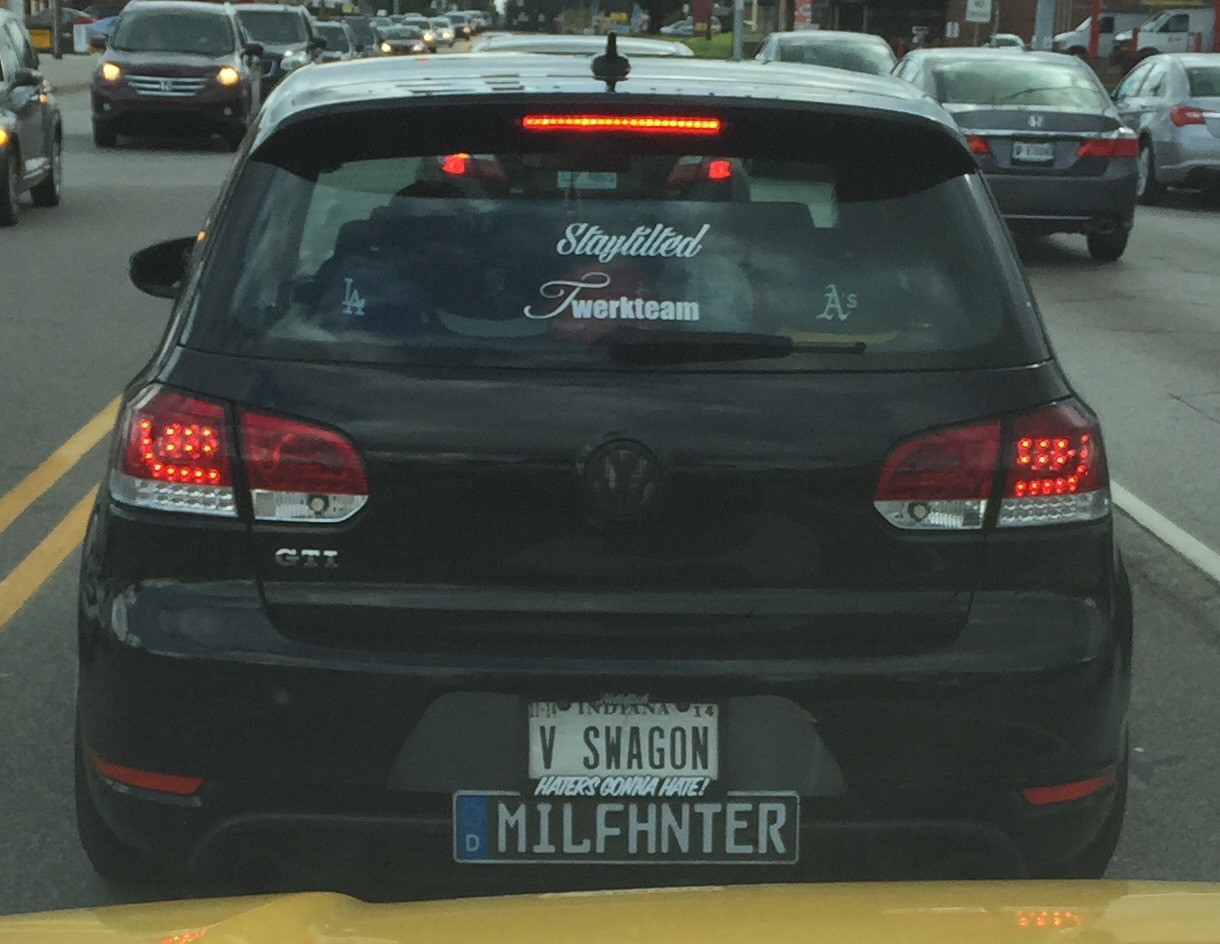 Staytilted
LA
Twerkteam
A's
GTI
INDIANA
14
V SWAGON
HATERS GONNA HATE!
D
MILFHNTER